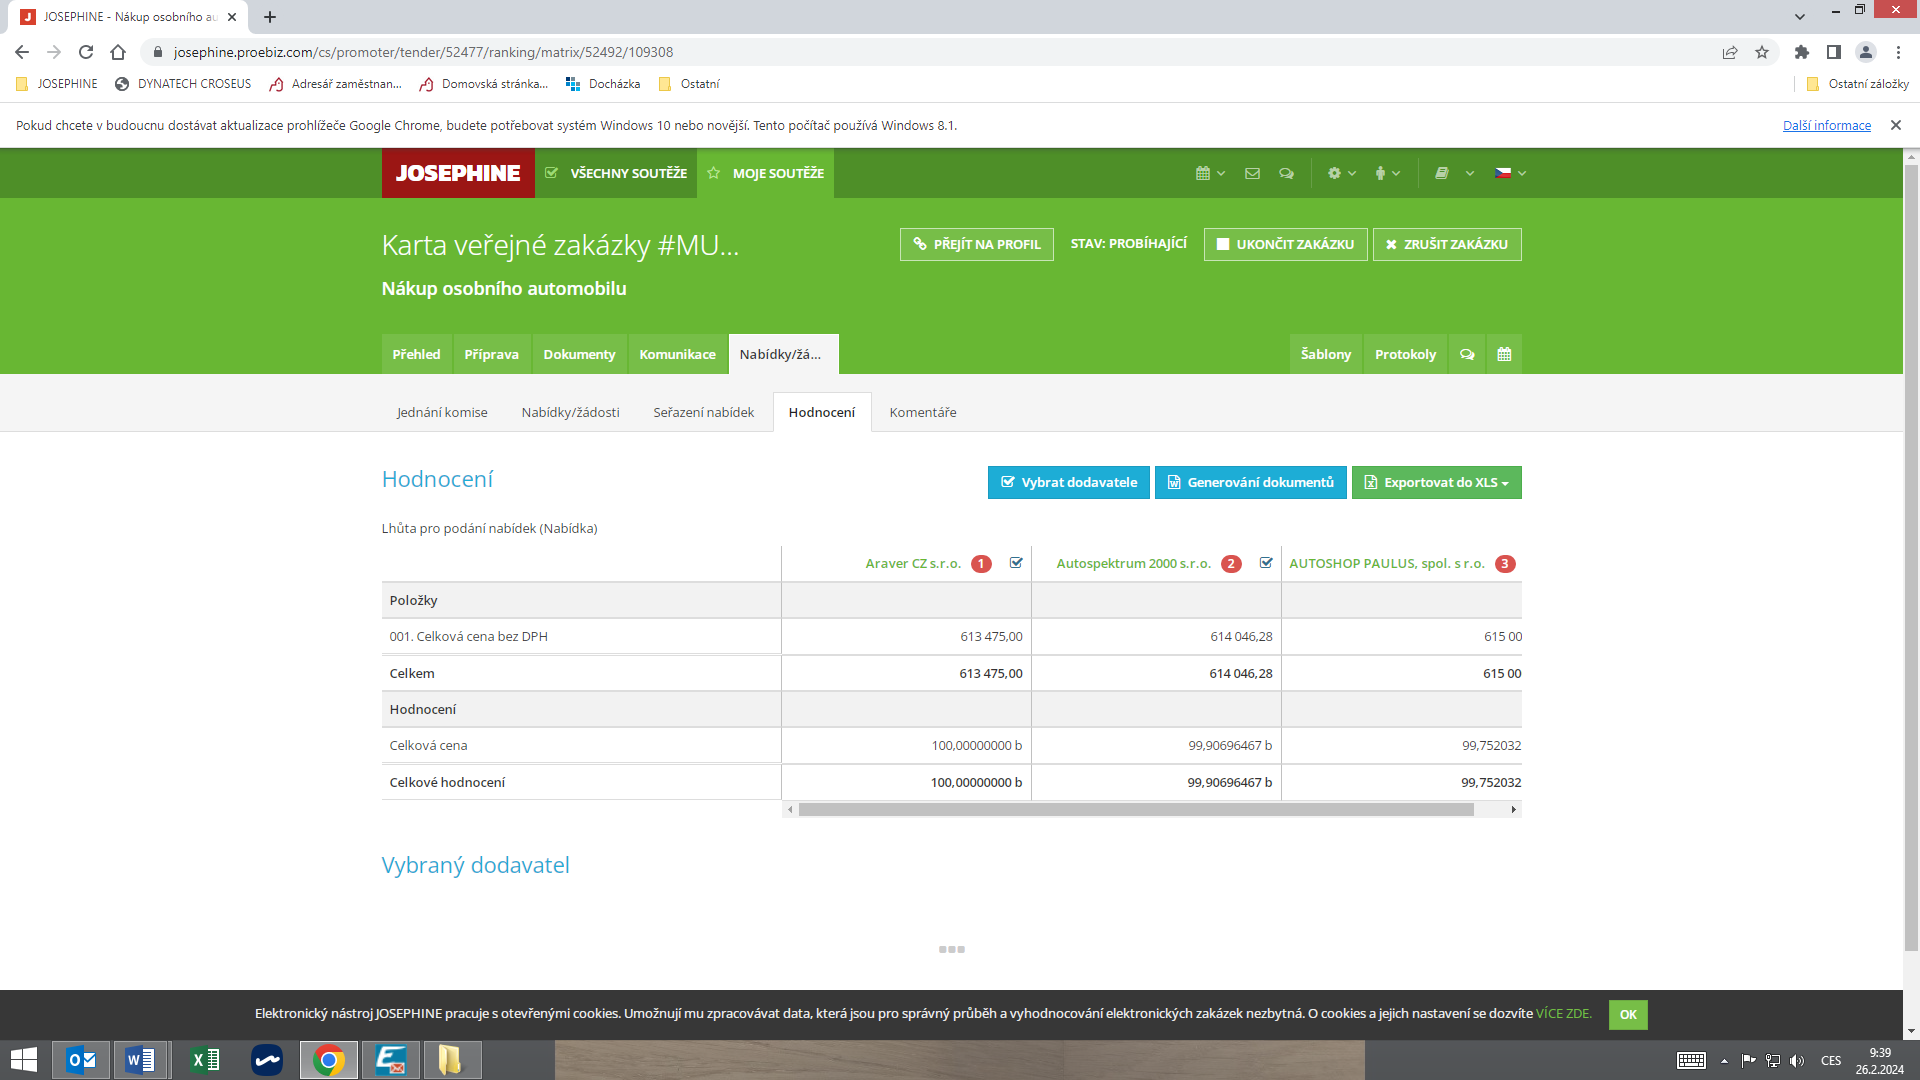 JOSEPHINE - Nákup osobního au
josephine.proebiz.com/cs/promoter/tender/52477/ranking/matrix/52492/109308
JOSEPHINE DYNATECH CROSEUS Adresář zaměstnan... Domovská stránka... Docházka Ostatní Ostatní záložky
Pokud chcete v budoucnu dostávat aktualizace prohlížeče Google Chrome, budete potřebovat systém Windows 10 nebo novější. Tento počítač používá Windows 8.1. Další informace
JOSEPHINE VŠECHNY SOUTĚŽE MOJE SOUTĚŽE
Karta veřejné zakázky #MU... PŘEJÍT NA PROFIL STAV: PROBÍHAJÍCÍ UKONČIT ZAKÁZKU ZRUŠIT ZAKÁZKU
Nákup osobního automobilu
Přehled Příprava Dokumenty Komunikace Nabídky/žá... Šablony Protokoly
Jednání komise Nabídky/žádosti Seřazení nabídek Hodnocení Komentáře
Hodnocení Vybrat dodavatele Generování dokumentů Exportovat do XLS
Lhůta pro podání nabídek (Nabídka)
Araver CZ s.r.o. 1 Autospektrum 2000 s.r.o. 2 AUTOSHOP PAULUS, spol. s r.o. 3
Položky
001. Celková cena bez DPH 613 475,00 614 046,28 615 00
Celkem 613 475,00 614 046,28 615 00
Hodnocení
Celková cena 100,00000000 b 99,90696467 b 99,752032
Celkové hodnocení 100,00000000 b 99,90696467 b 99,752032
Vybraný dodavatel
Elektronický nástroj JOSEPHINE pracuje s otevřenými cookies. Umožnují mu zpracovávat data, která jsou pro správný průběh a vyhodnocování elektronických zakázek nezbytná. O cookies a jejich nastavení se dozvíte VÍCE ZDE. OK
CES 9:39
26.2.2024